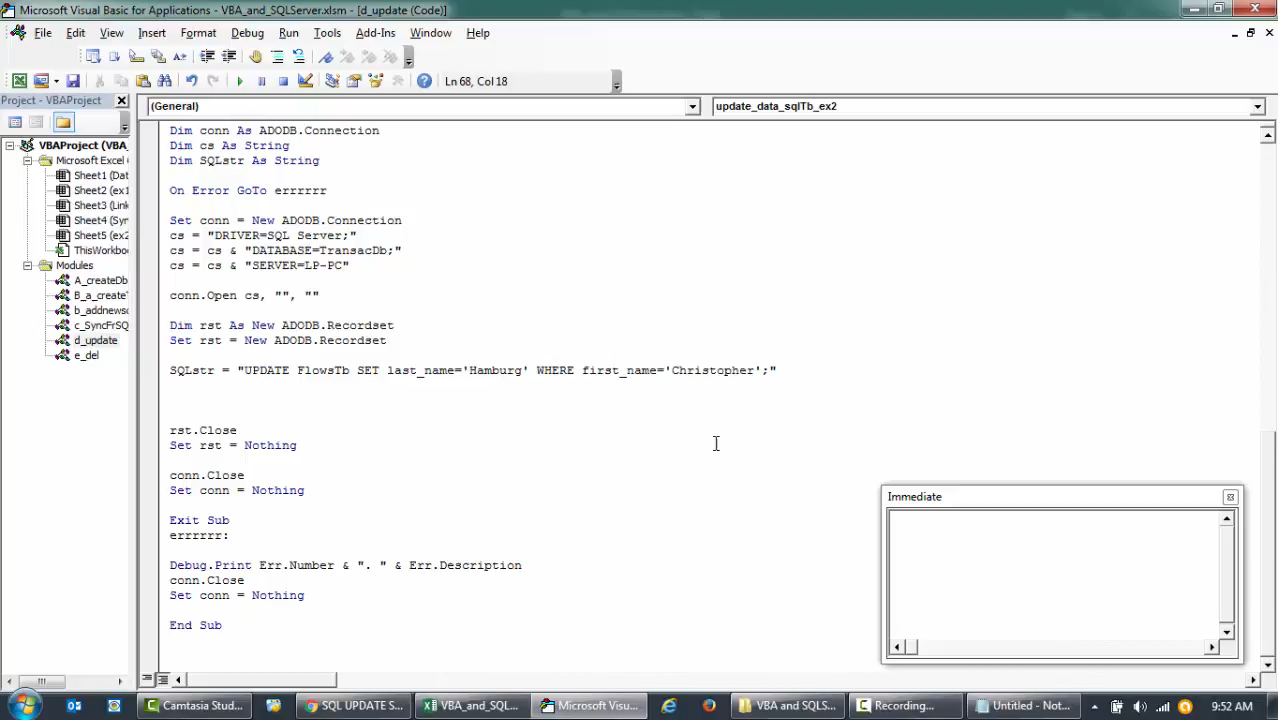 Microsoft Visual Basic for Applications - VBA_and_SQLServer.xlsm - [d_update (Code)]
File Edit View Insert Format Debug Run Tools Add-Ins Window Help
Ln 68, Col 18
Project - VBAProject
(General)
update_data_sqlTb_ex2
VBAProject (VBA_
Microsoft Excel
Sheet1 (Dat
Sheet2 (ex1
Sheet3 (Link
Sheet4 (Syn
Sheet5 (ex2
ThisWorkbo
Modules
A_createDb
B_a_createT
b_addnewsq
c_SyncFrSQ
d_update
e_del
Dim conn As ADODB.Connection
Dim cs As String
Dim SQLstr As String
On Error GoTo errrrrr
Set conn = New ADODB.Connection
cs = "DRIVER=SQL Server;"
cs = cs & "DATABASE=TransacDb;"
cs = cs & "SERVER=LP-PC"
conn.Open cs, "", ""
Dim rst As New ADODB.Recordset
Set rst = New ADODB.Recordset
SQLstr = "UPDATE FlowsTb SET last_name='Hamburg' WHERE first_name='Christopher';"
rst.Close
Set rst = Nothing
conn.Close
Set conn = Nothing
Exit Sub
errrrrr:
Debug.Print Err.Number & ". " & Err.Description
conn.Close
Set conn = Nothing
End Sub
Immediate
Camtasia Stud...
SQL UPDATE S...
VBA_and_SQL...
Microsoft Visu...
VBA and SQLS...
Recording...
Untitled - Not...
9:52 AM